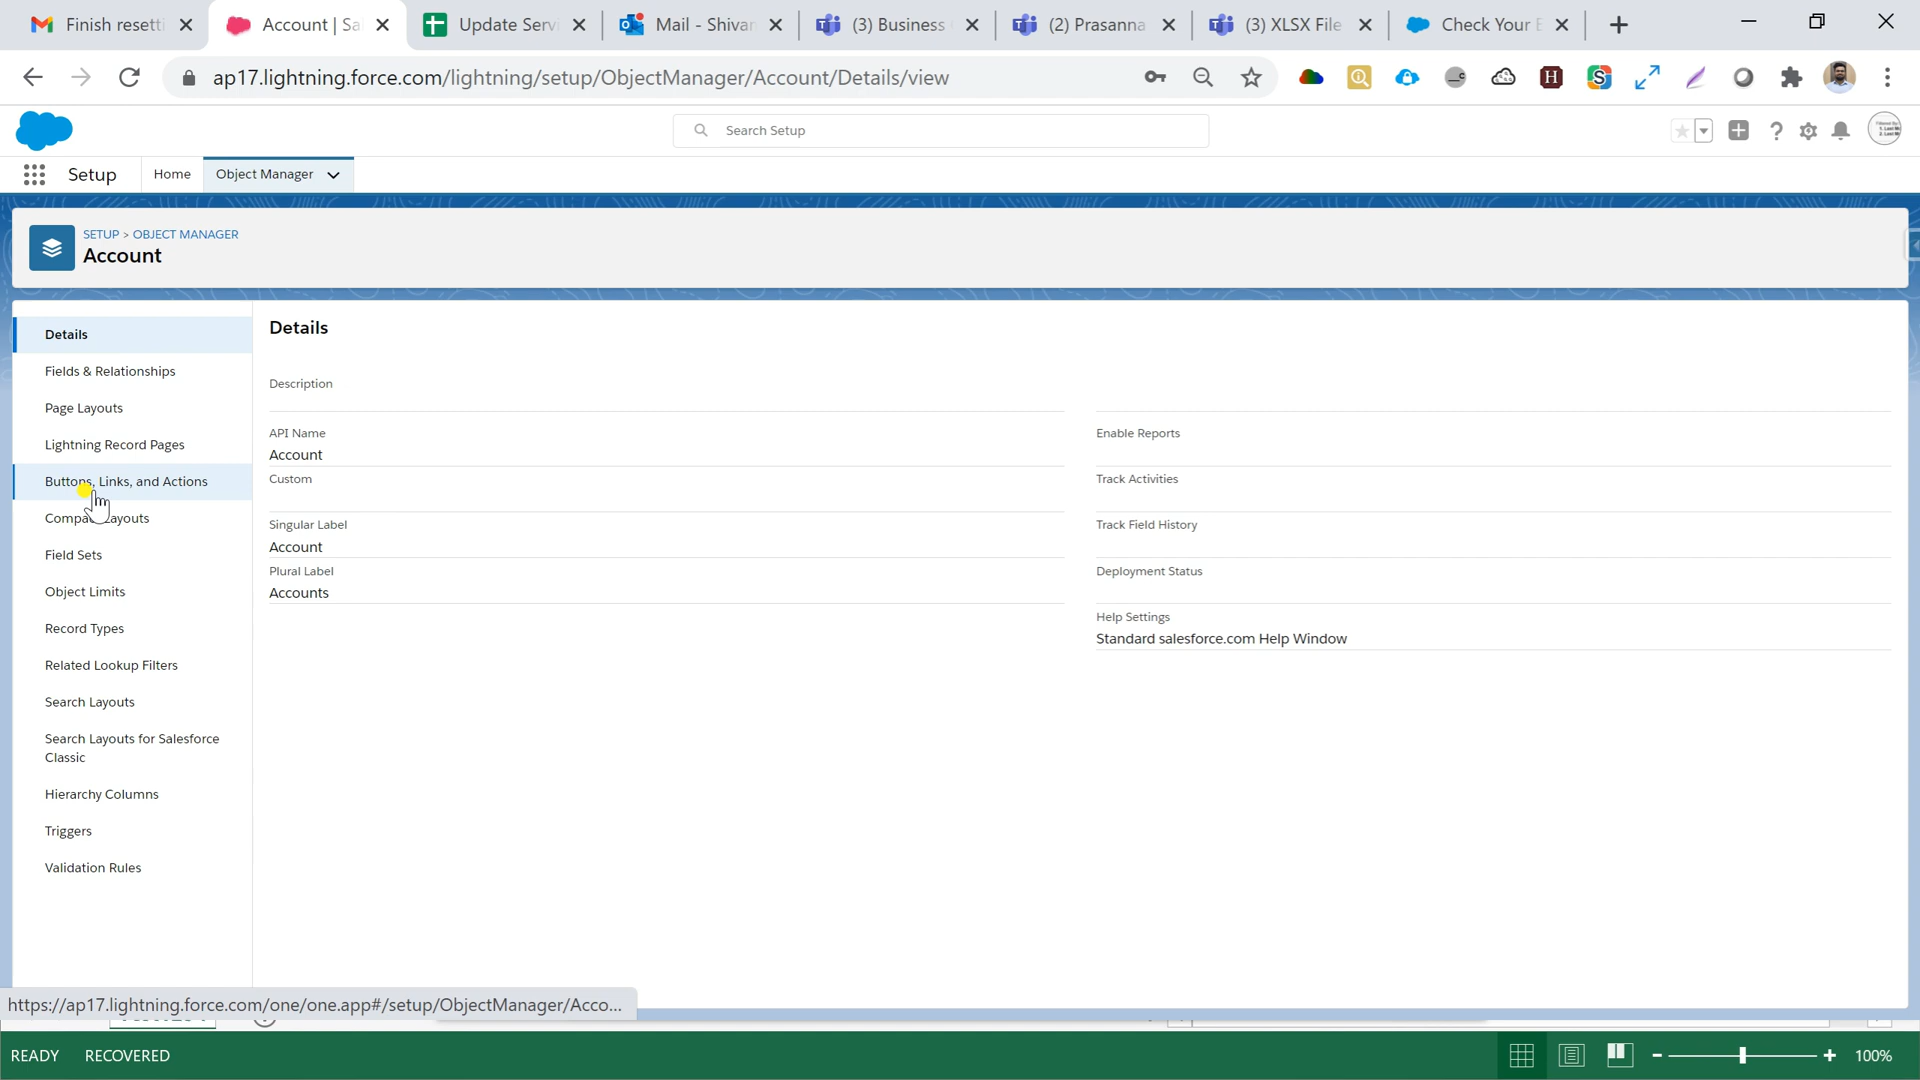 Finish resetti
Account | Sa
Update Servi
Mail - Shivan
(3) Business
(2) Prasanna
(3) XLSX File
Check Your E
ap17.lightning.force.com/lightning/setup/ObjectManager/Account/Details/view
Search Setup
Setup
Home
Object Manager
SETUP > OBJECT MANAGER
Account
Details
Fields & Relationships
Page Layouts
Lightning Record Pages
Buttons, Links, and Actions
Compact Layouts
Field Sets
Object Limits
Record Types
Related Lookup Filters
Search Layouts
Search Layouts for Salesforce
Classic
Hierarchy Columns
Triggers
Validation Rules
Details
Description
API Name
Account
Custom
Singular Label
Account
Plural Label
Accounts
Enable Reports
Track Activities
Track Field History
Deployment Status
Help Settings
Standard salesforce.com Help Window
https://ap17.lightning.force.com/one/one.app#/setup/ObjectManager/Acco...
READY
RECOVERED
100%